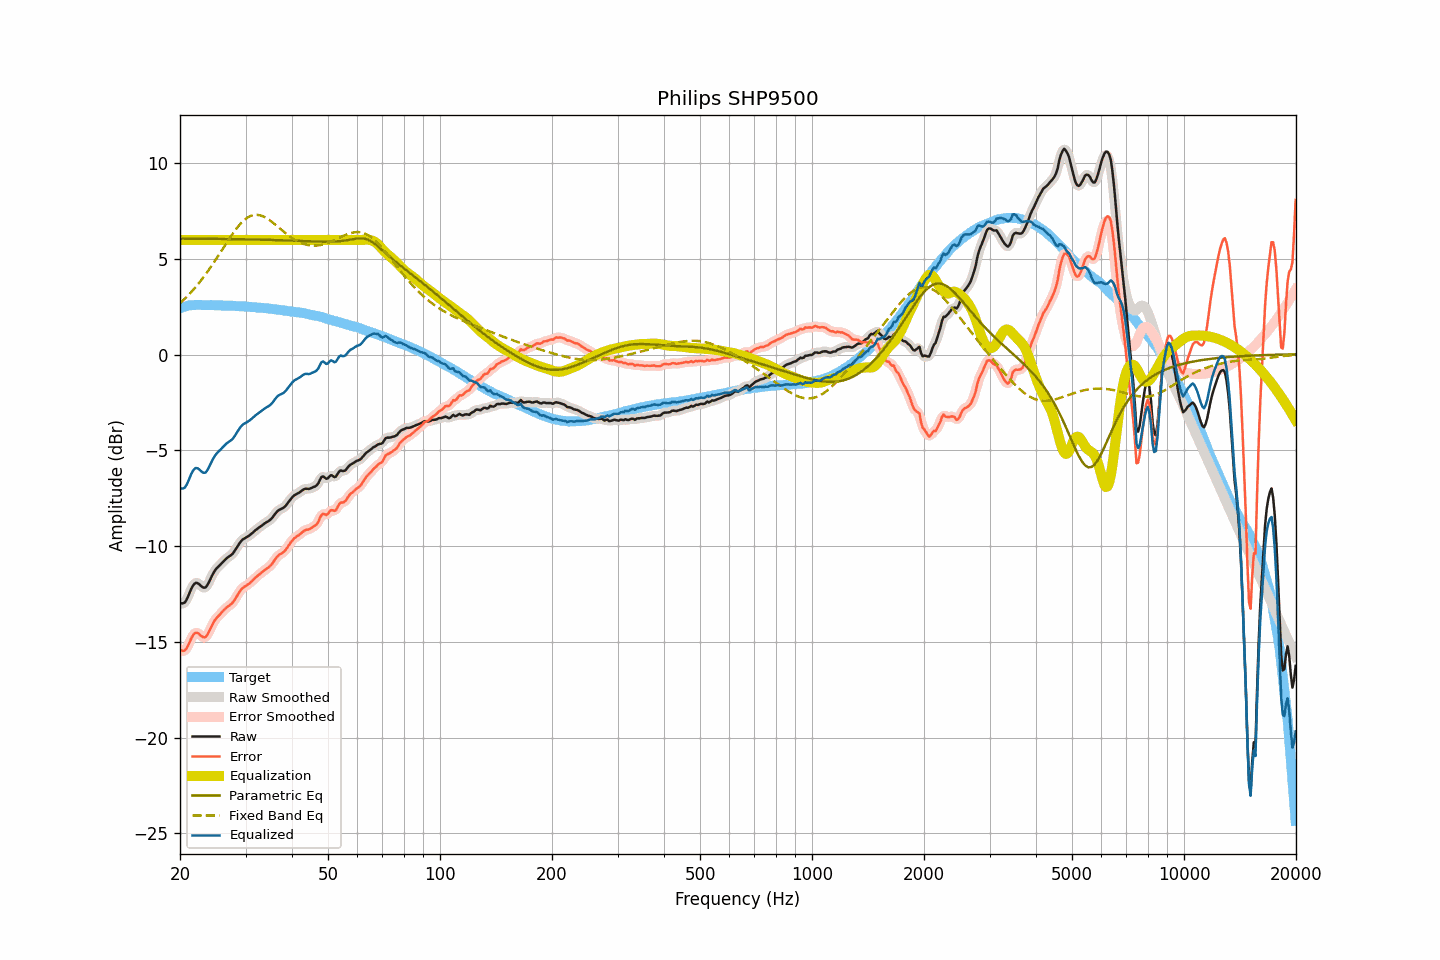 Philips SHP9500
10
5
0
−5
−10
−15
−20
−25
Amplitude (dBr)
Target
Raw Smoothed
Error Smoothed
Raw
Error
Equalization
Parametric Eq
Fixed Band Eq
Equalized
20 50 100 200 500 1000 2000 5000 10000 20000
Frequency (Hz)